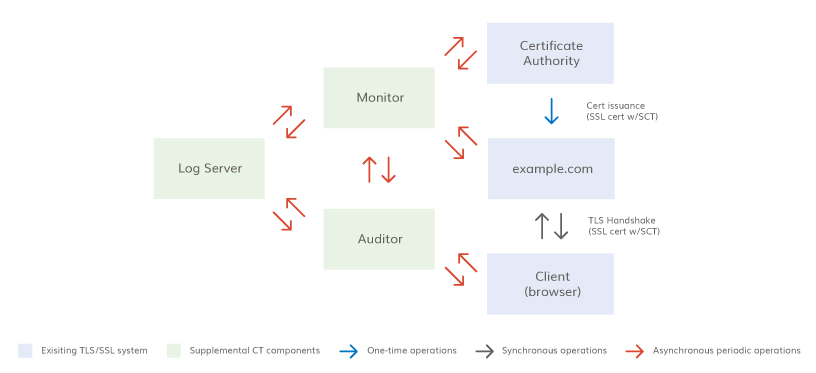 Certificate
Authority
Monitor
Cert issuance
(SSL cert w/SCT)
Log Server
example.com
TLS Handshake
(SSL cert w/SCT)
Auditor
Client
(browser)
Exisiting TLS/SSL system
Supplemental CT components
One-time operations
Synchronous operations
Asynchronous periodic operations